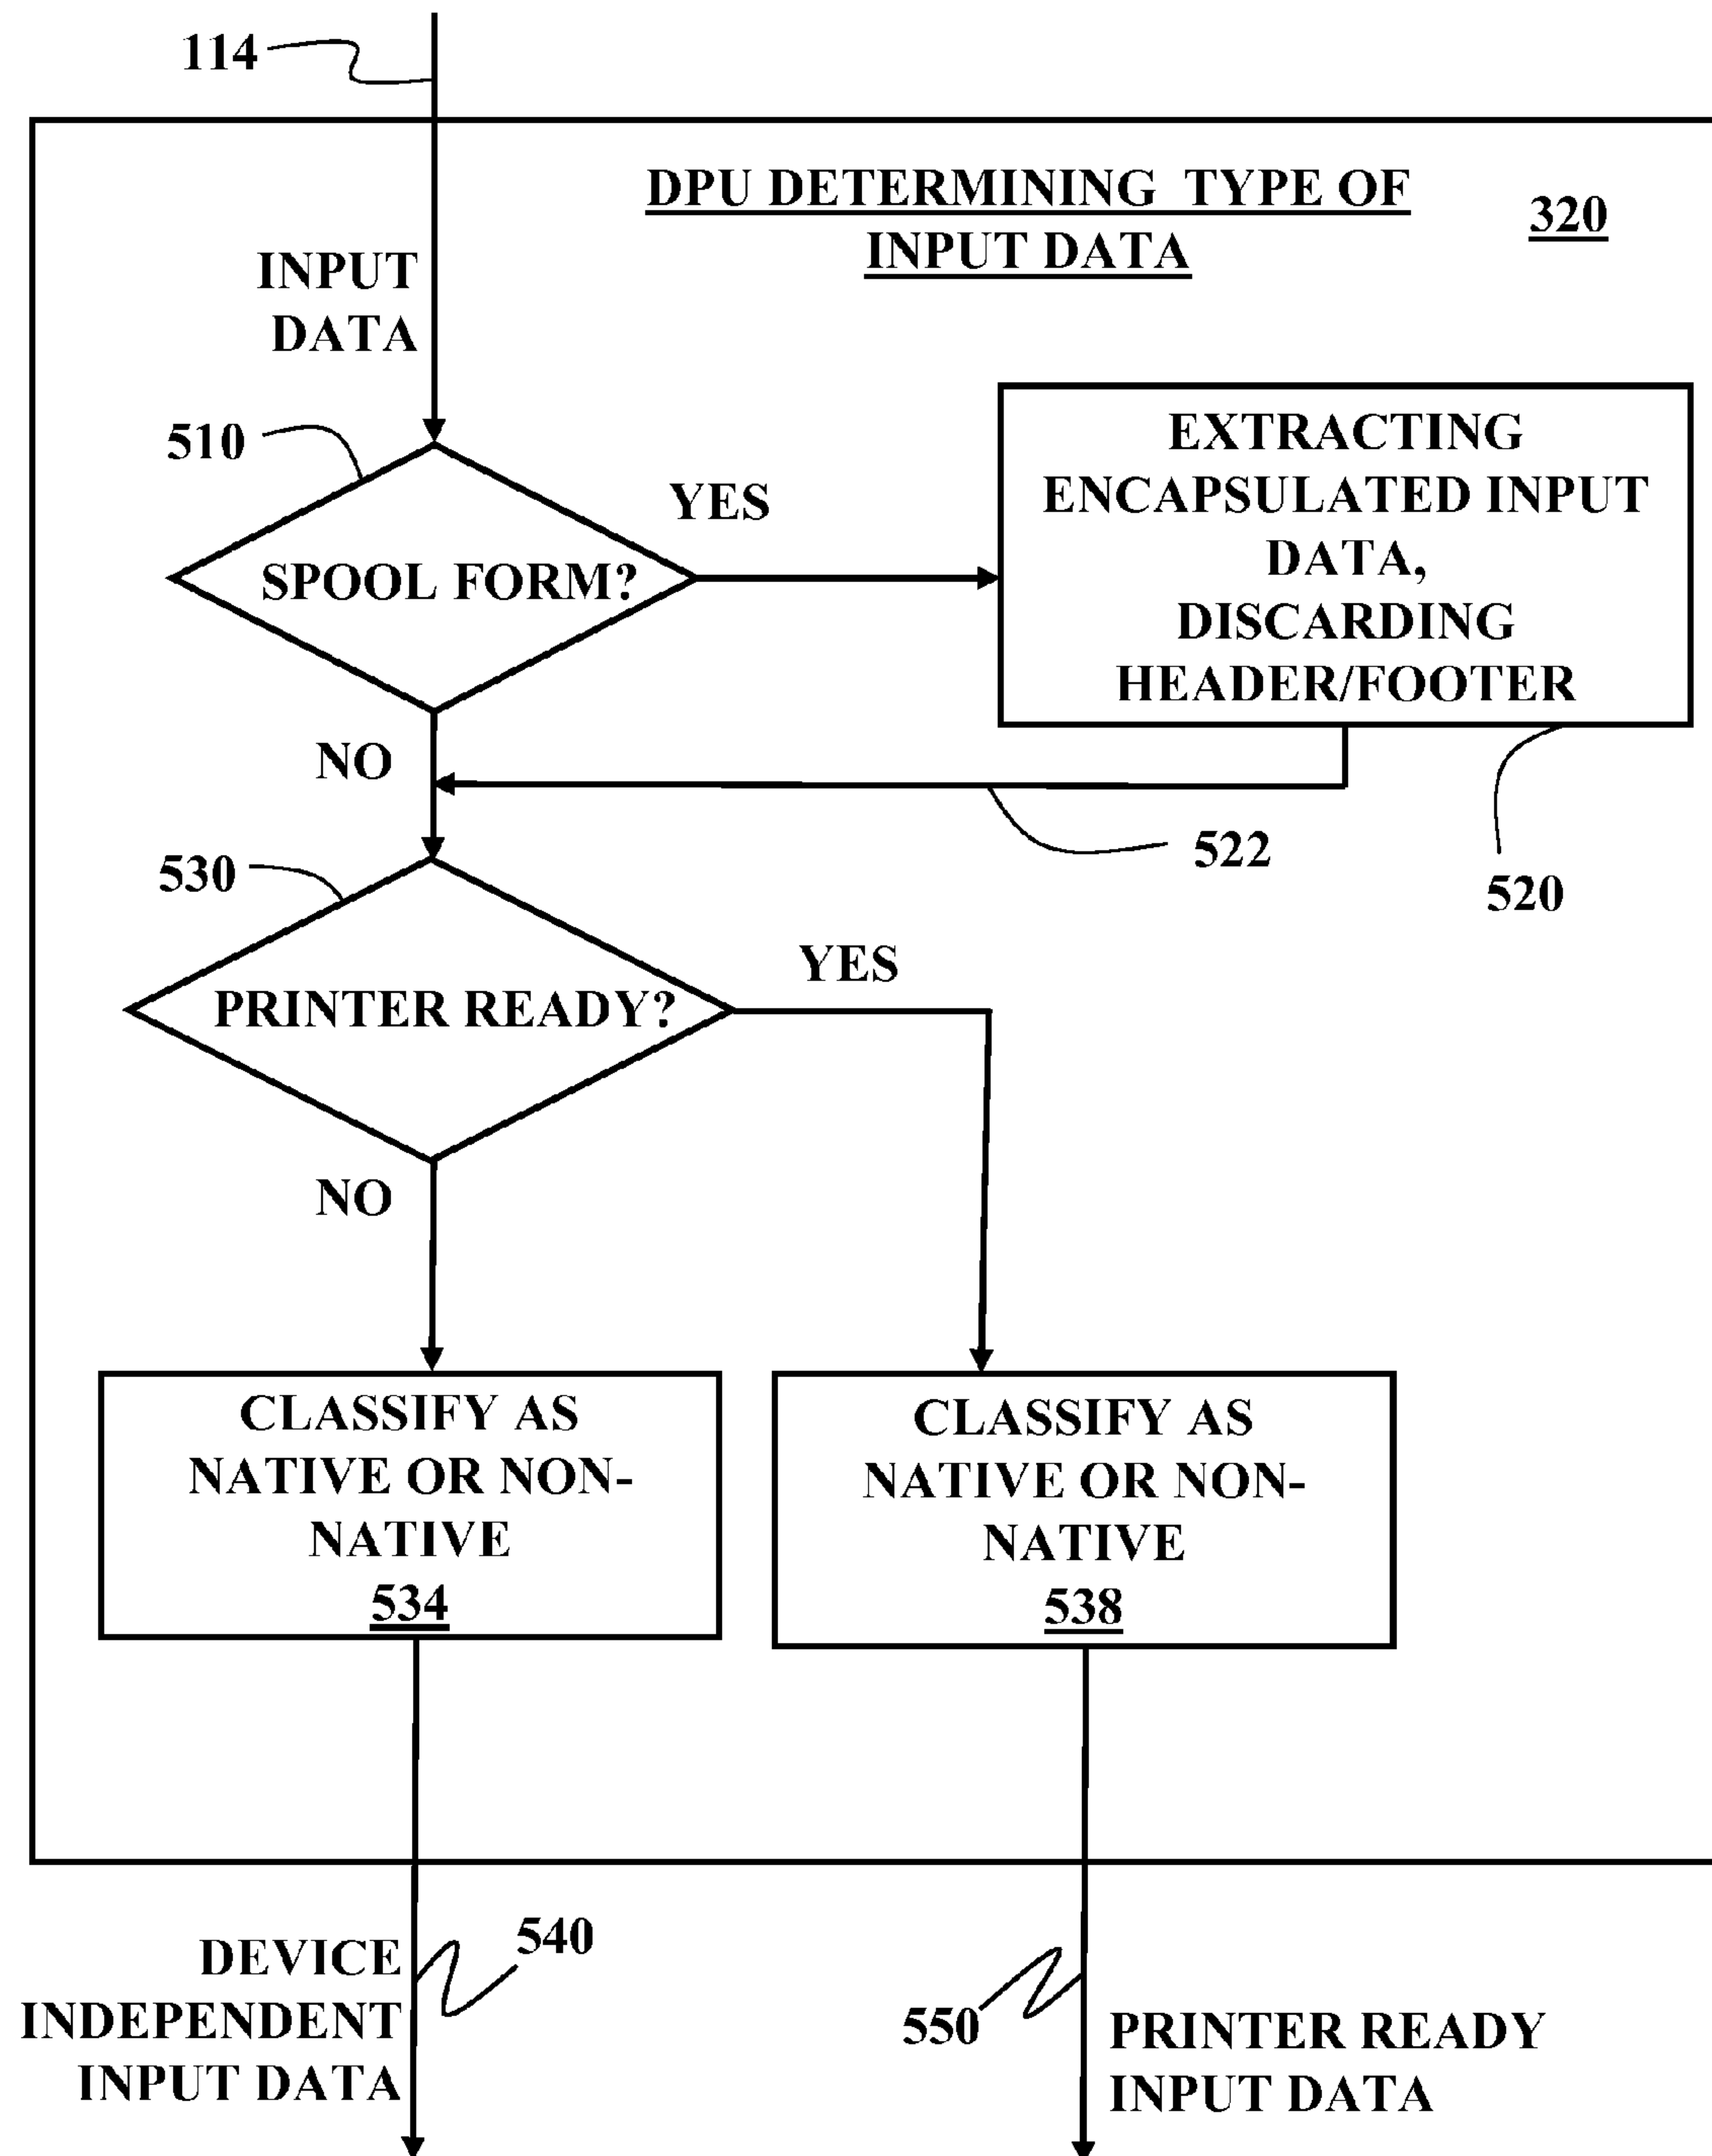 114
DPU DETERMINING TYPE OF
INPUT DATA
320
INPUT
DATA
510
SPOOL FORM?
YES
EXTRACTING
ENCAPSULATED INPUT
DATA,
DISCARDING
HEADER/FOOTER
NO
522
520
530
PRINTER READY?
YES
NO
CLASSIFY AS
NATIVE OR NON-
NATIVE
534
CLASSIFY AS
NATIVE OR NON-
NATIVE
538
DEVICE
INDEPENDENT
INPUT DATA
540
550
PRINTER READY
INPUT DATA